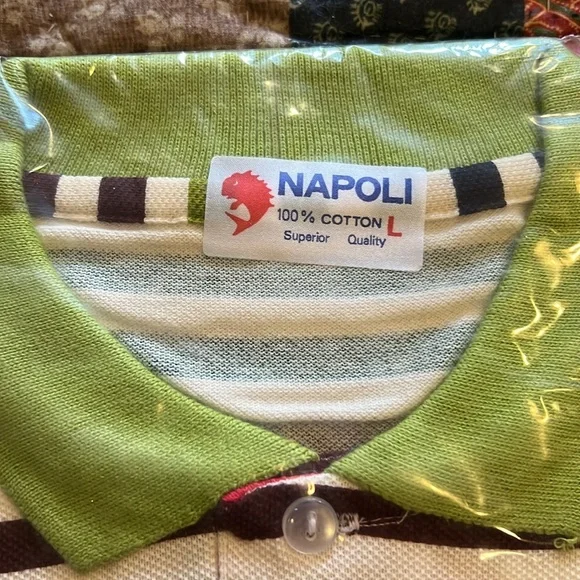 NAPOLI
100% COTTON L
Superior Quality